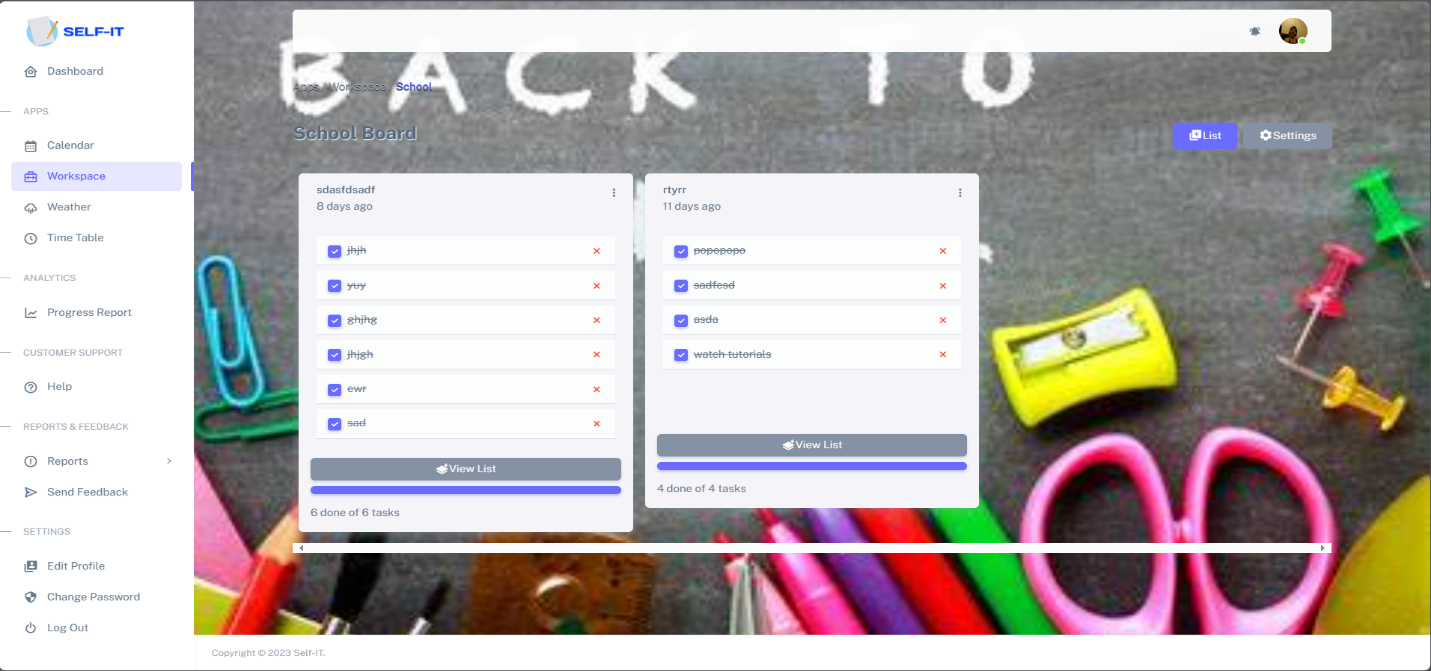 SELF-IT
Dashboard
APPS
Calendar
Workspace
Weather
Time Table
ANALYTICS
Progress Report
CUSTOMER SUPPORT
Help
REPORTS & FEEDBACK
Reports
Send Feedback
SETTINGS
Edit Profile
Change Password
Log Out
BACK TO
Apps / Workspace / School
School Board
List
Settings
sdasfdsadf
8 days ago
jhjh
yuy
ghjhg
jhjgh
ewr
sad
View List
6 done of 6 tasks
rtyrr
11 days ago
popopopo
sadfesd
asda
watch tutorials
View List
4 done of 4 tasks
Copyright © 2023 Self-IT.